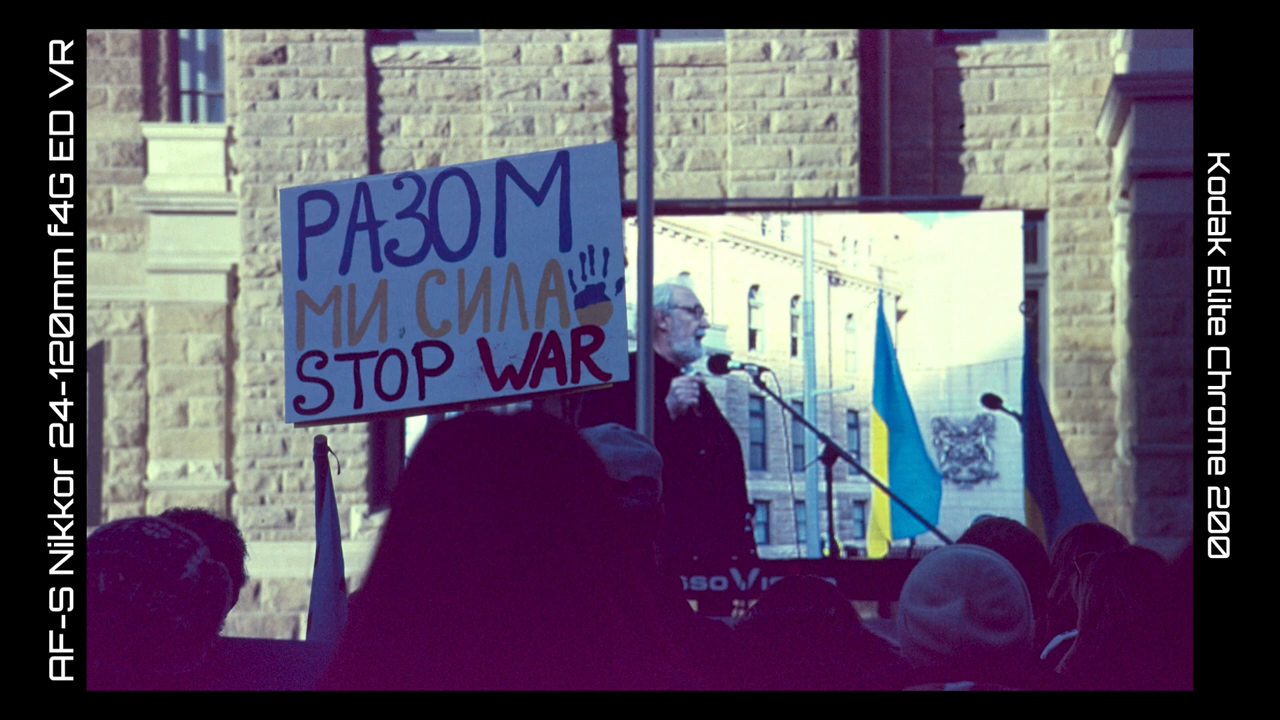 AF-S Nikkor 24-120mm f4G ED VR
РАЗОМ
МИ СИЛА
STOP WAR
Kodak Elite Chrome 200